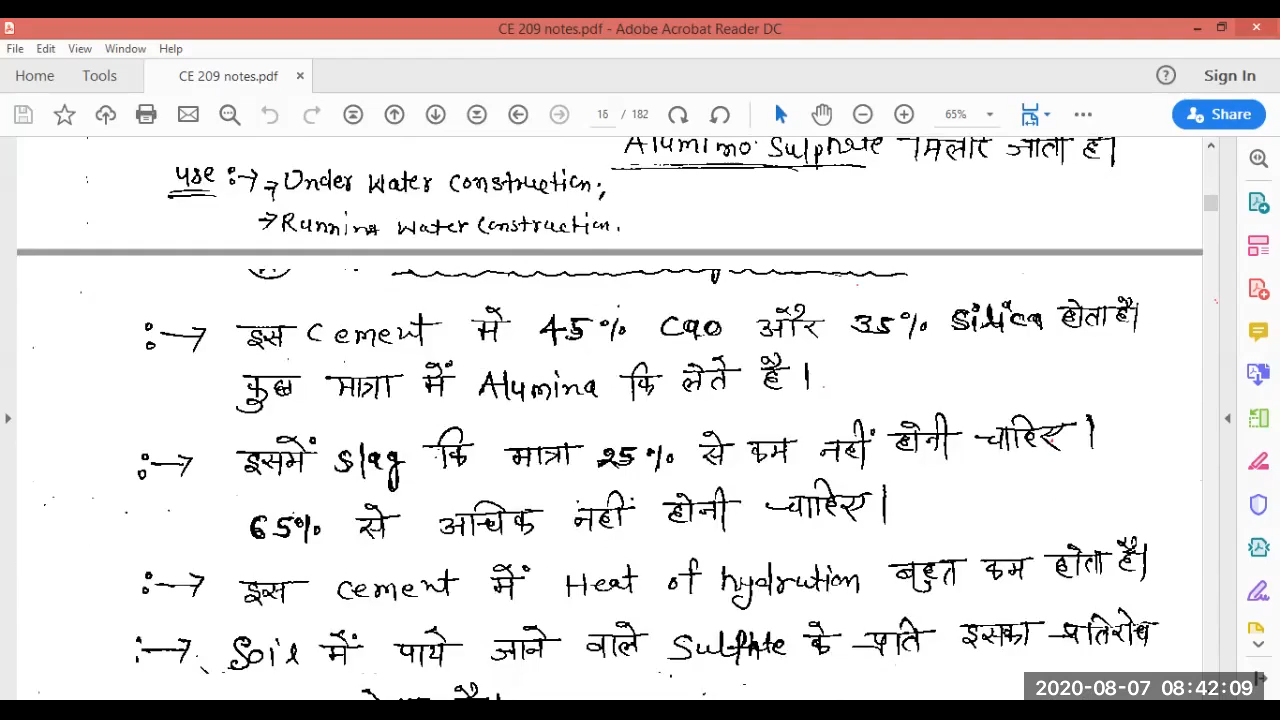 CE 209 notes.pdf - Adobe Acrobat Reader DC
File Edit View Window Help
Home Tools CE 209 notes.pdf × Sign In
16 / 182 65% Share
Alumimo Sulphate मिलाई जाता है।
Use :→ → Under Water construction;
→ Running water construction.
:→ इस Cement में 45% Cao और 35% Silica होता है।
कुछ मात्रा में Alumina कि लेते है।
:→ इसमें slag कि मात्रा 25% से कम नहीं होनी चाहिए।
65% से अधिक नहीं होनी चाहिए।
:→ इस cement में Heat of hydrution बहुत कम होता है।
:→ Soil में पाये जाने वाले Sulphate के प्रति इसका प्रतिरोध
2020-08-07 08:42:09